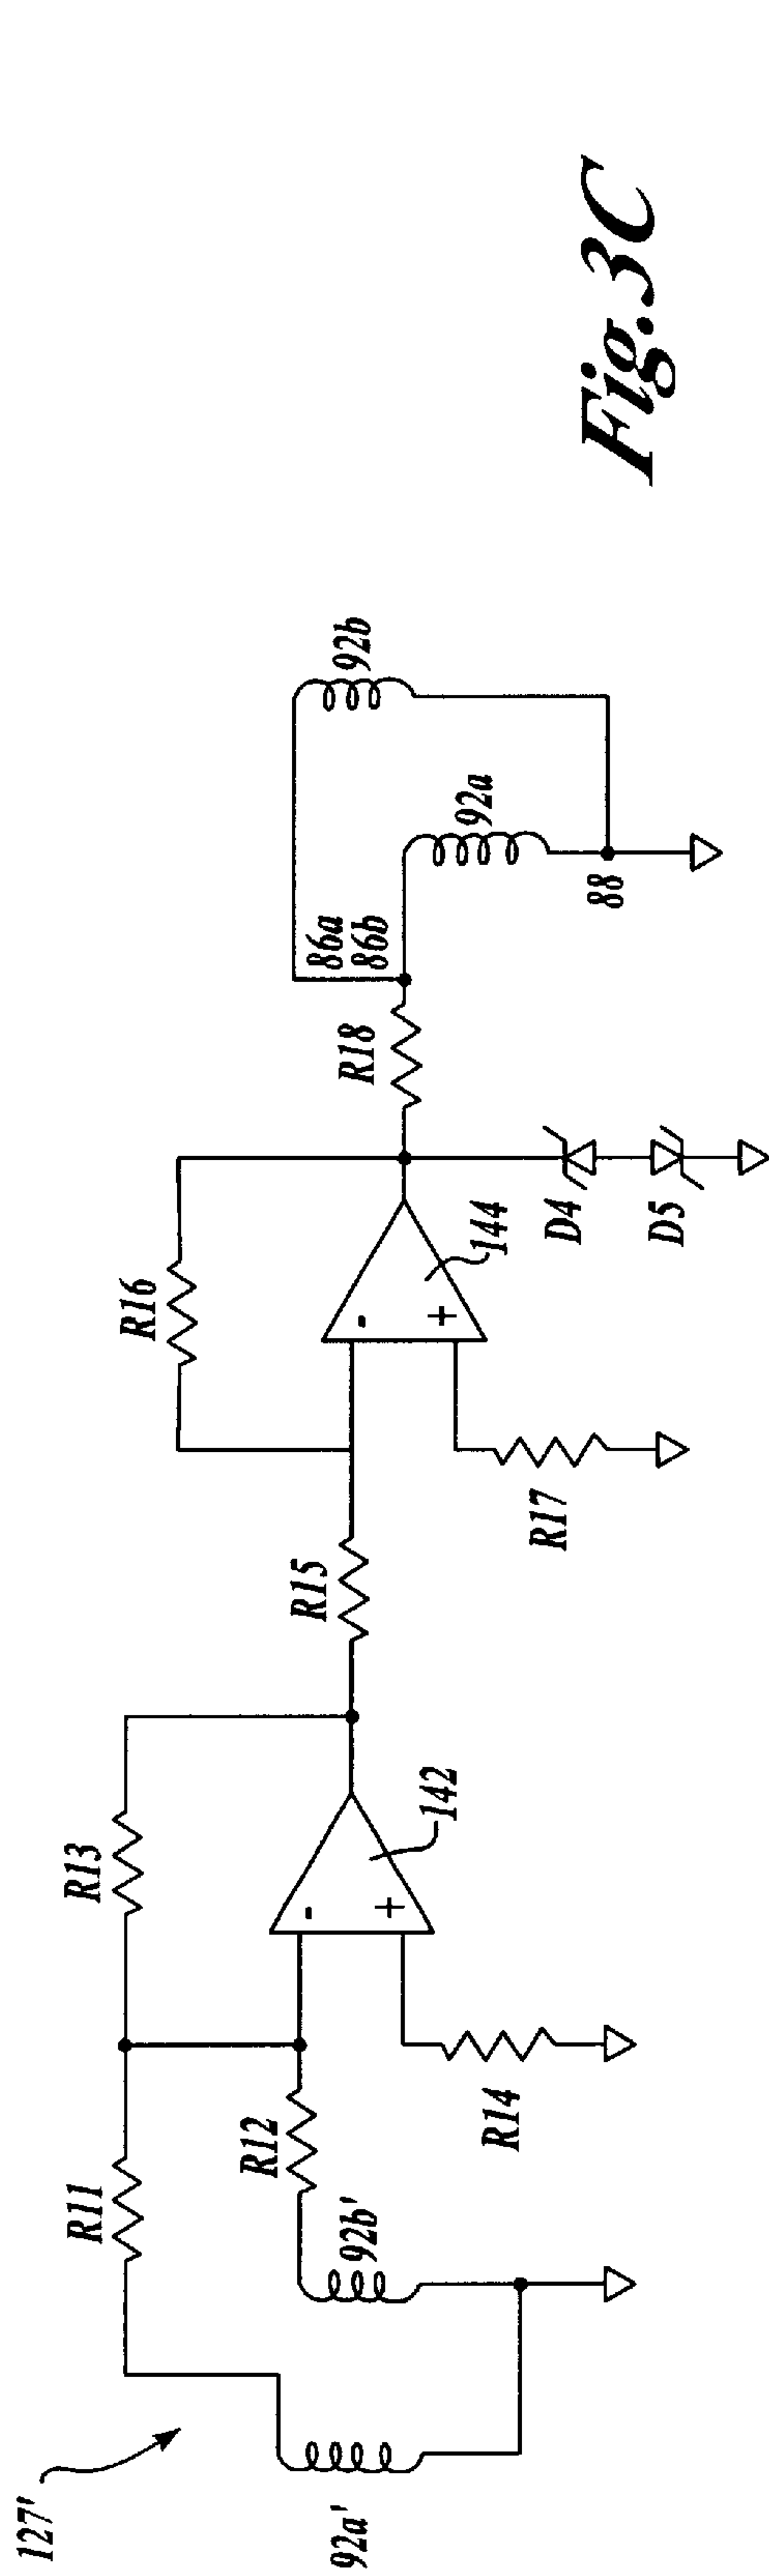 127'
92a'
R11
R12
92b'
R13
-
+
142
R14
R15
R16
-
+
144
R17
R18
D4
D5
86a
86b
92a
92b
88
Fig.3C